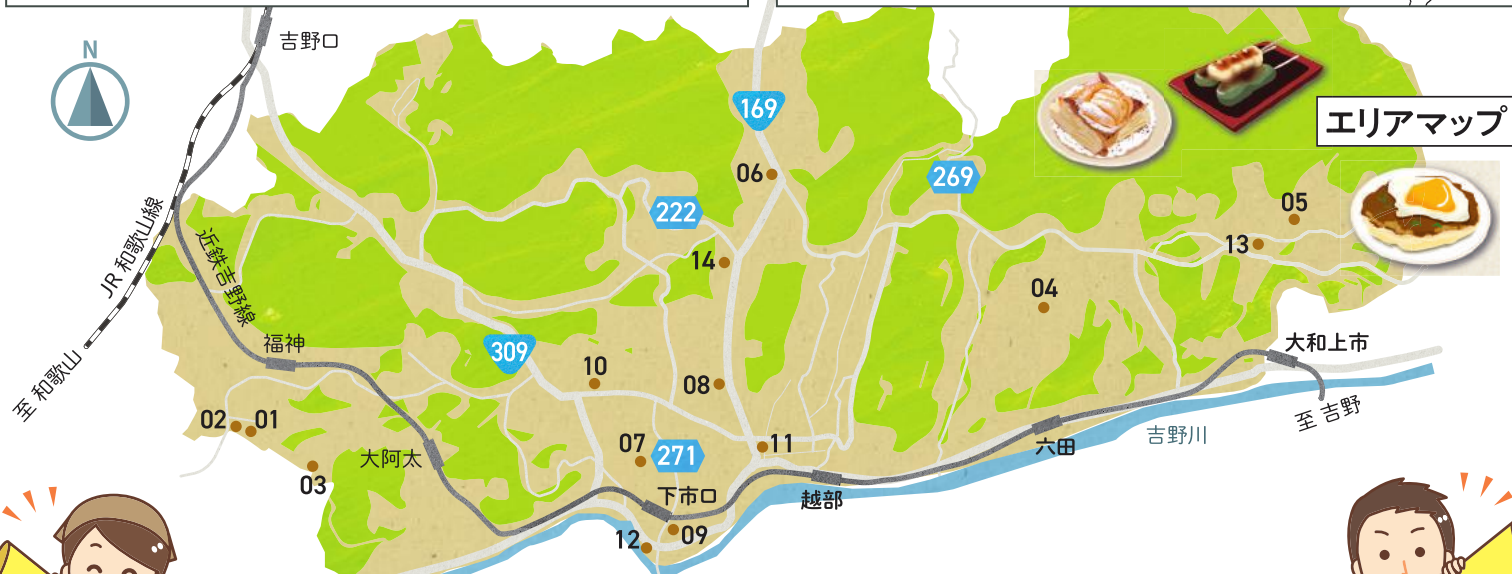 N
吉野口
169
エリアマップ
06
269
222
05
JR 和歌山線
近鉄吉野線
14
13
04
至 和歌山
福神
309
10
08
大和上市
至 吉野
02
01
07
271
11
大阿太
六田
吉野川
03
下市口
越部
12
09